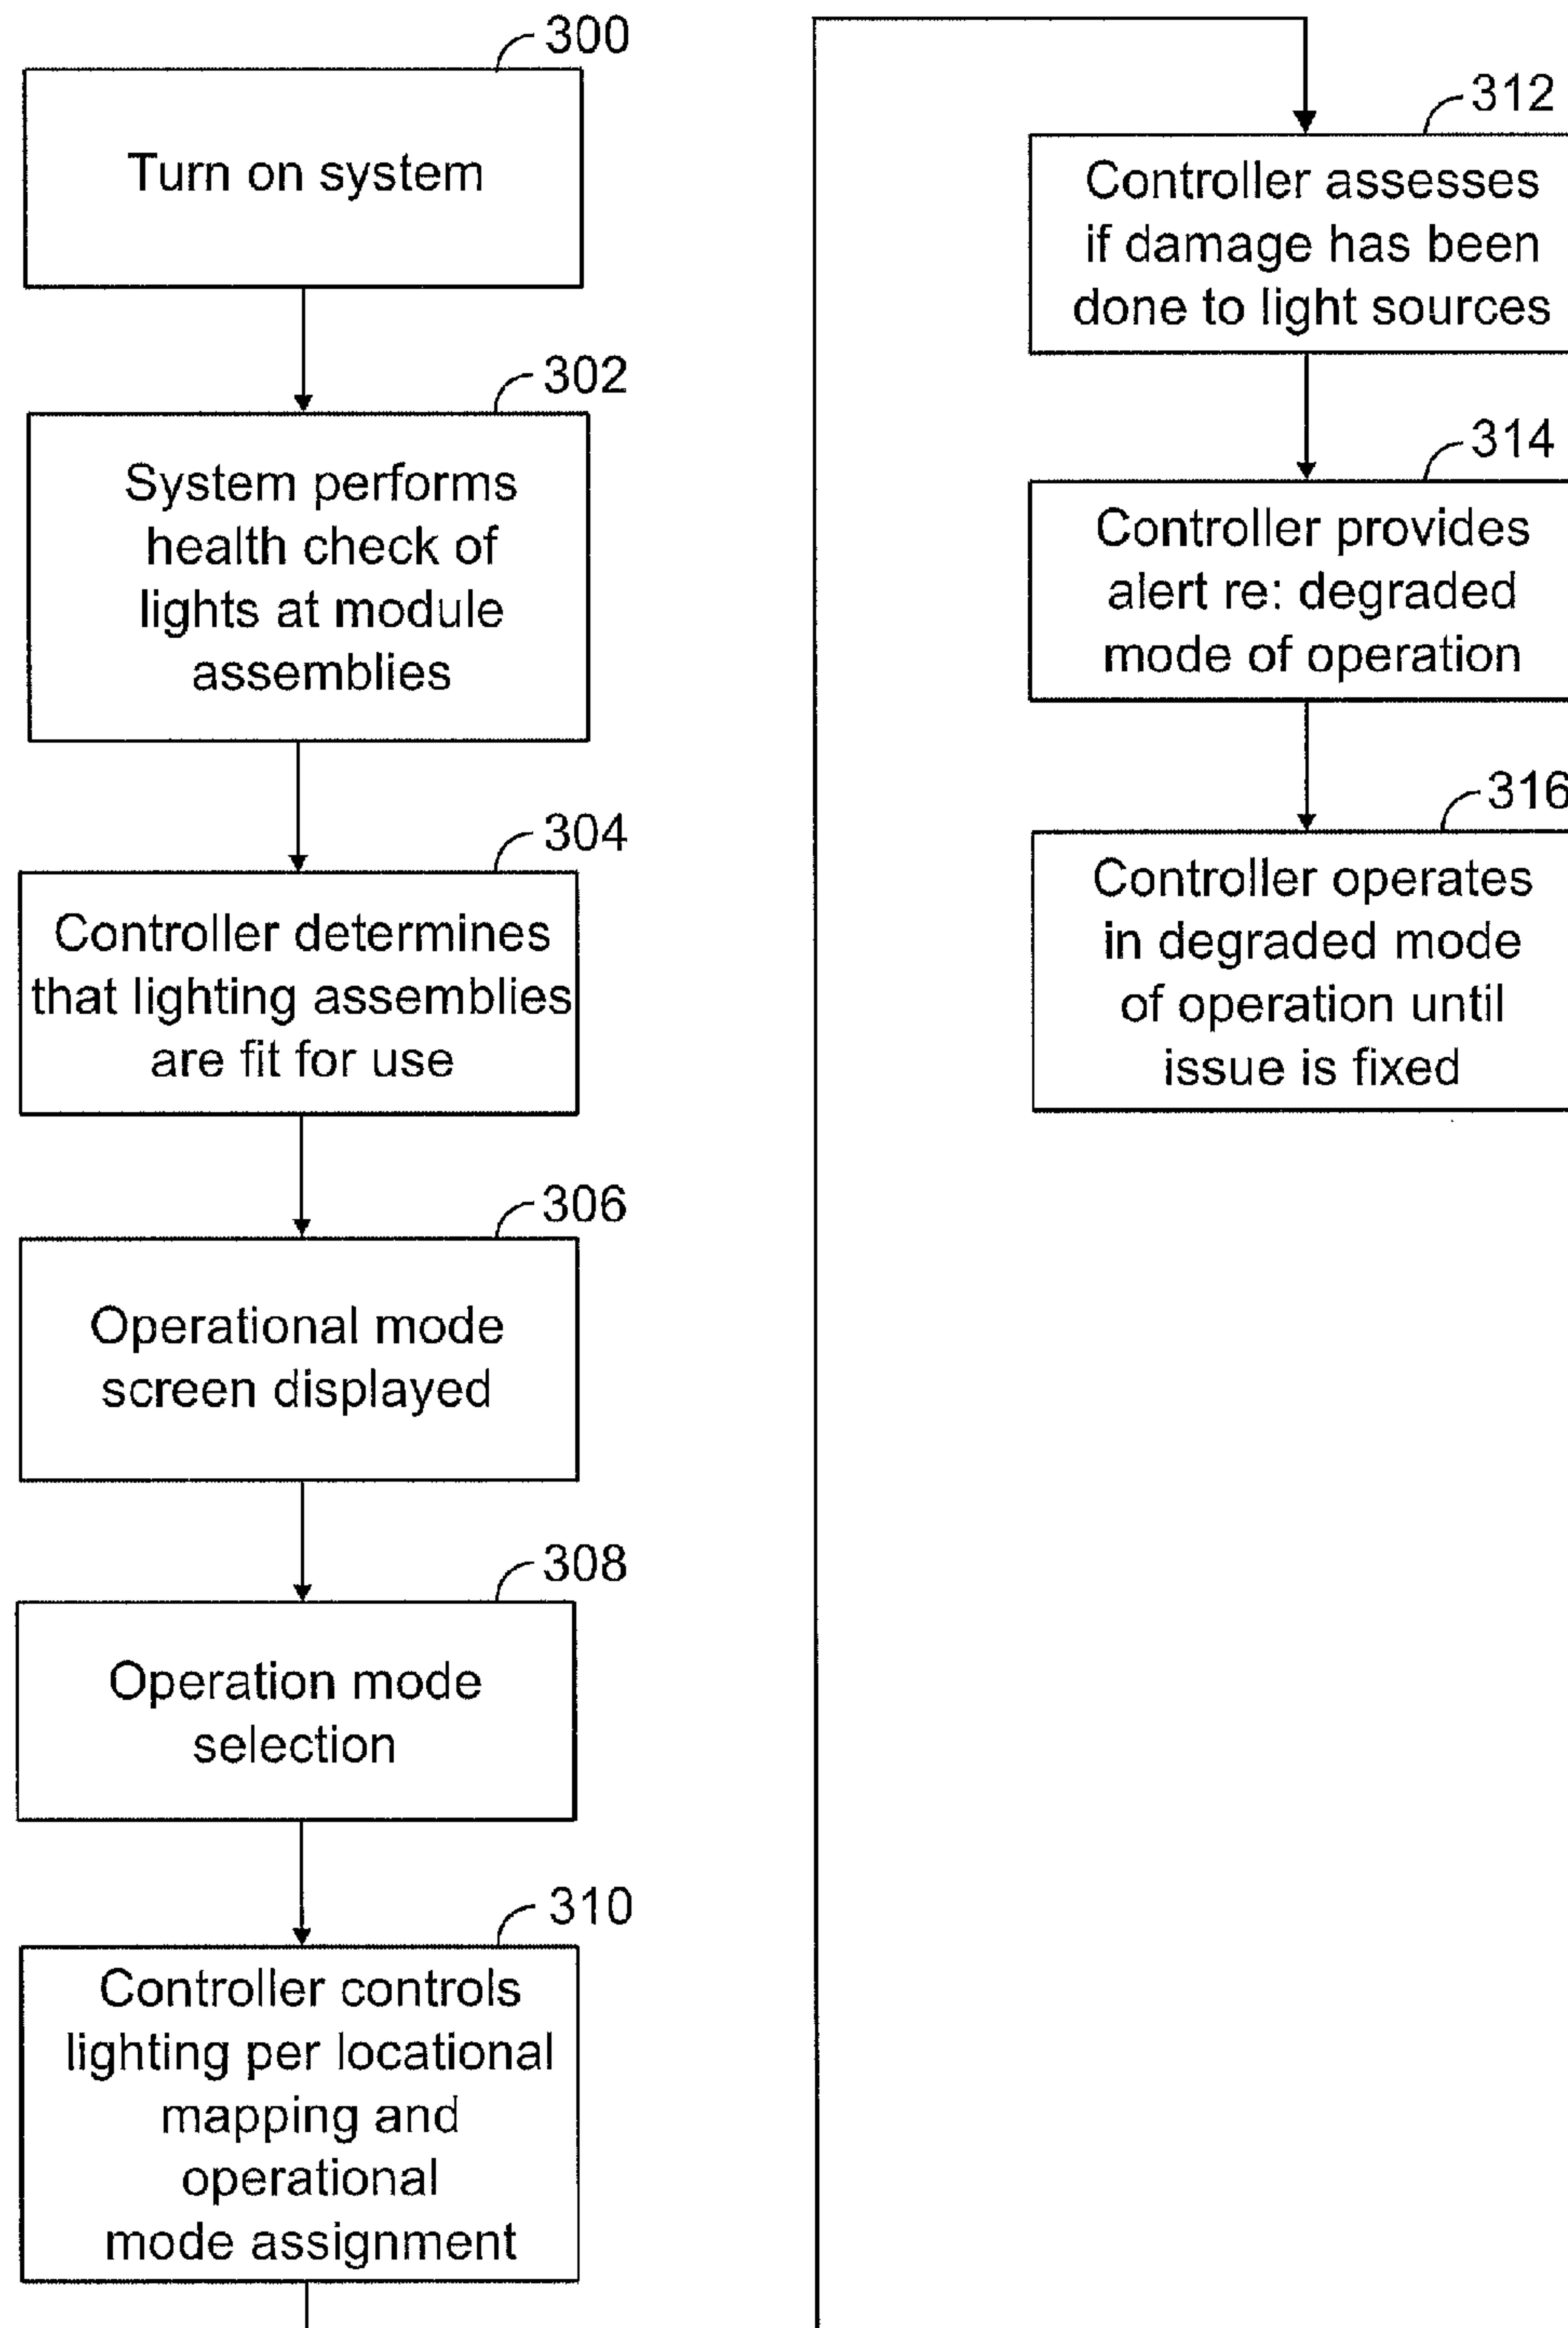 300
Turn on system
302
System performs
health check of
lights at module
assemblies
304
Controller determines
that lighting assemblies
are fit for use
306
Operational mode
screen displayed
308
Operation mode
selection
310
Controller controls
lighting per locational
mapping and
operational
mode assignment
312
Controller assesses
if damage has been
done to light sources
314
Controller provides
alert re: degraded
mode of operation
316
Controller operates
in degraded mode
of operation until
issue is fixed